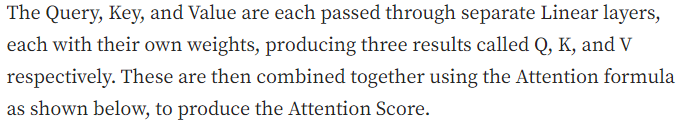 The Query, Key, and Value are each passed through separate Linear layers,
each with their own weights, producing three results called Q, K, and V
respectively. These are then combined together using the Attention formula
as shown below, to produce the Attention Score.